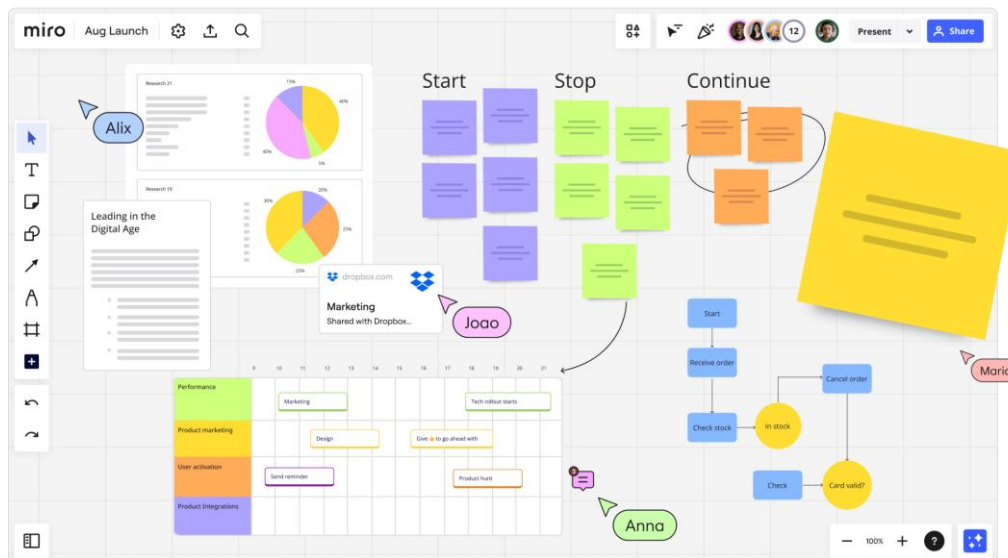 miro Aug Launch
12
Present
Share
Start Stop Continue
Research 21
15%
40%
40%
5%
Alix
Research 19
20%
30%
25%
25%
Leading in the
Digital Age
dropbox.com
Marketing
Shared with Dropbox...
Joao
Maria
9 11 12 13 14 15 16 17 18 19 20 21
Performance
Marketing
Tech rollout starts
Product marketing
Design
Give 👍 to go ahead with
User activation
Send reminder
Product hunt
Product Integrations
3
Anna
Start
Receive order
Check stock
In stock
Cancel order
Check
Card valid?
100%
?